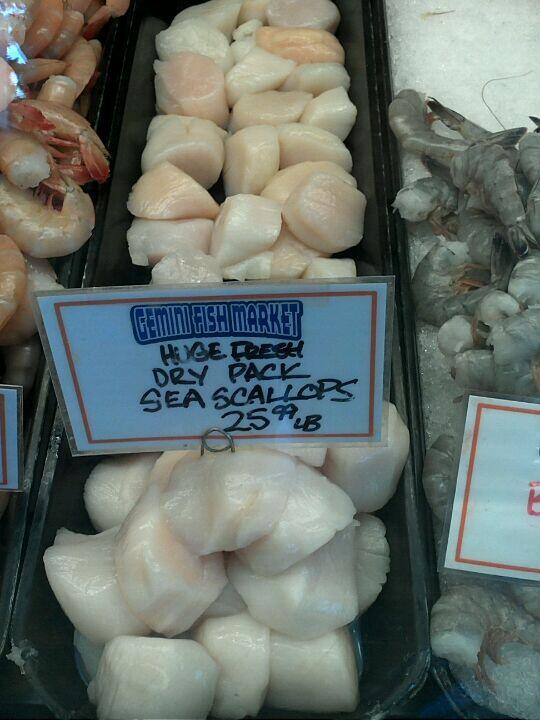 GEMINI FISH MARKET
HUGE FRESH
DRY PACK
SEA SCALLOPS
25.99 LB